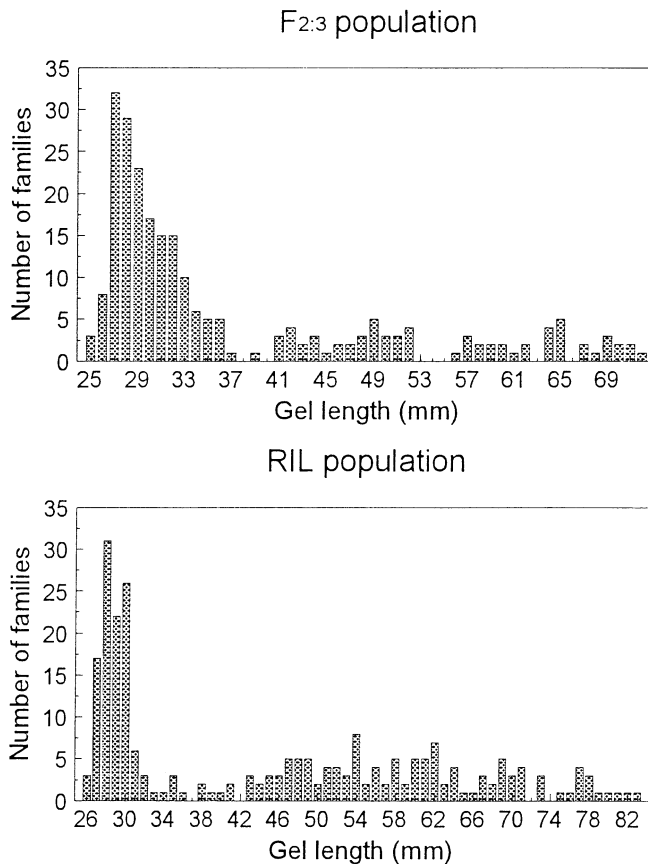 F2:3 population
Number of families
35
30
25
20
15
10
5
0
25 29 33 37 41 45 49 53 57 61 65 69
Gel length (mm)
RIL population
Number of families
35
30
25
20
15
10
5
0
26 30 34 38 42 46 50 54 58 62 66 70 74 78 82
Gel length (mm)